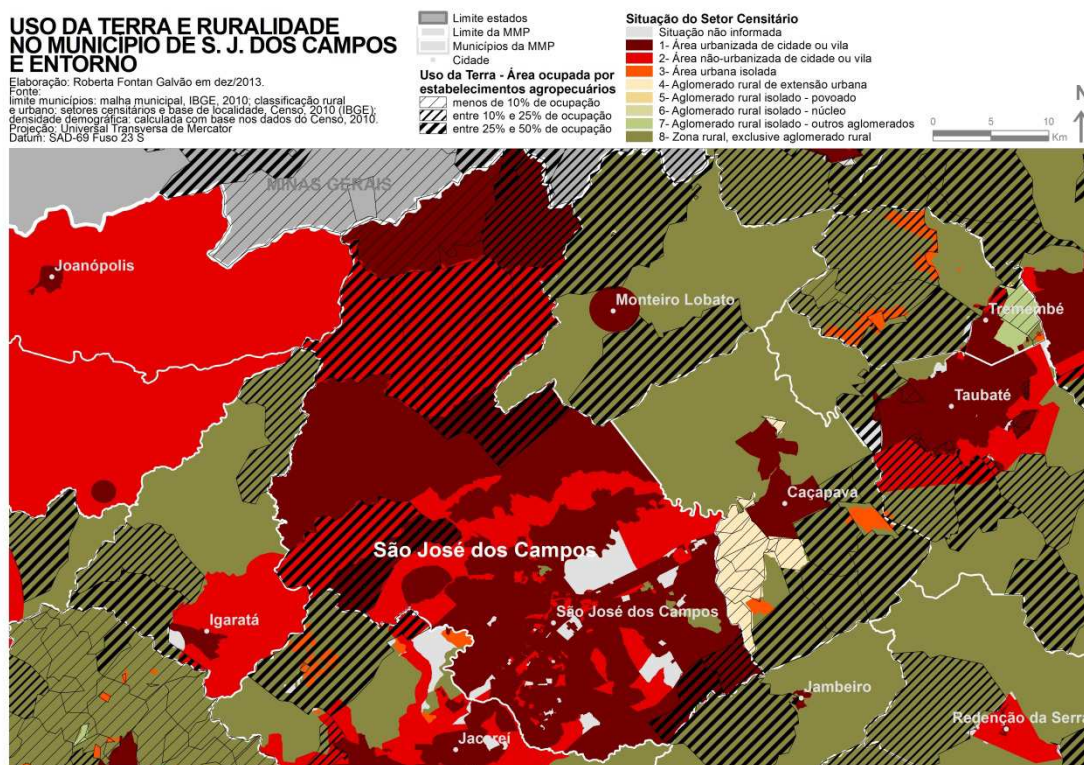 USO DA TERRA E RURALIDADE
NO MUNICIPIO DE S. J. DOS CAMPOS
E ENTORNO
Elaboração: Roberta Fontan Galvão em dez/2013.
Fonte:
limite municípios: malha municipal, IBGE, 2010; classificação rural
e urbano: setores censitários e base de localidade, Censo, 2010 (IBGE);
densidade demográfica: calculada com base nos dados do Censo, 2010.
Projeção: Universal Transversa de Mercator
Datum: SAD-69 Fuso 23 S
Limite estados
Limite da MMP
Municípios da MMP
Cidade
Uso da Terra - Área ocupada por
estabelecimentos agropecuários
menos de 10% de ocupação
entre 10% e 25% de ocupação
entre 25% e 50% de ocupação
Situação do Setor Censitário
Situação não informada
1- Área urbanizada de cidade ou vila
2- Área não-urbanizada de cidade ou vila
3- Área urbana isolada
4- Aglomerado rural de extensão urbana
5- Aglomerado rural isolado - povoado
6- Aglomerado rural isolado - núcleo
7- Aglomerado rural isolado - outros aglomerados
8- Zona rural, exclusive aglomerado rural
N
0 5 10
Km
MINAS GERAIS
Joanópolis
Monteiro Lobato
Tremembé
Taubaté
Caçapava
São José dos Campos
São José dos Campos
Igaratá
Jambeiro
Redenção da Serra
Jacareí